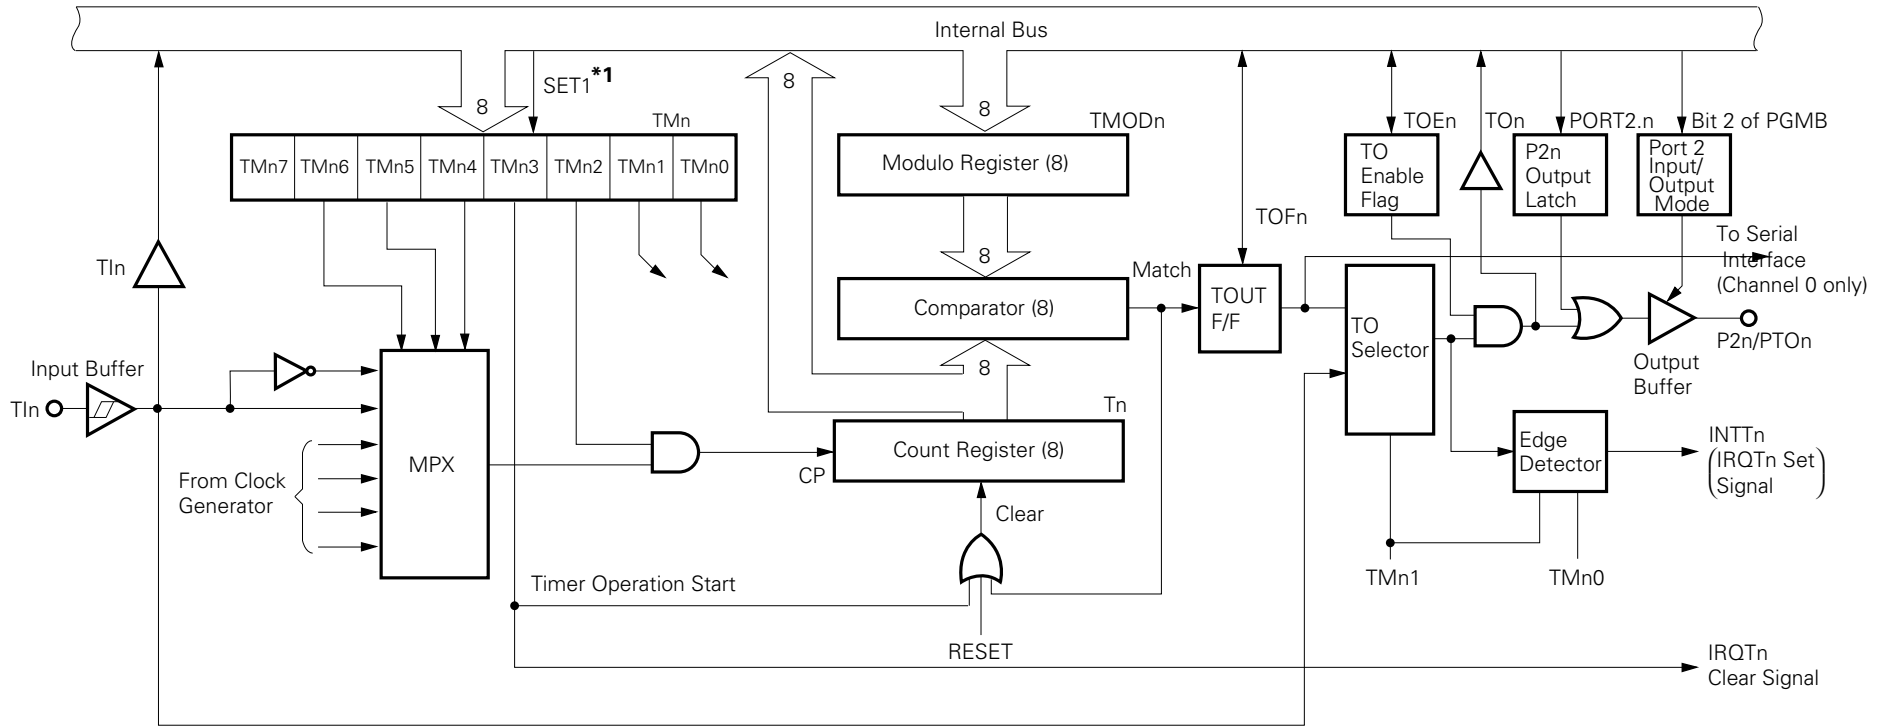 Internal Bus
SET1*1
8
8
8
TMn
TMODn
TOEn
TOn
PORT2.n
Bit 2 of PGMB
TMn7 TMn6 TMn5 TMn4 TMn3 TMn2 TMn1 TMn0
Modulo Register (8)
TO
Enable
Flag
P2n
Output
Latch
Port 2
Input/
Output
Mode
TOFn
8
To Serial
Interface
(Channel 0 only)
TIn
Match
Comparator (8)
TOUT
F/F
TO
Selector
P2n/PTOn
Output
Buffer
8
Input Buffer
TIn
Tn
MPX
Count Register (8)
CP
Edge
Detector
INTTn
(IRQTn Set
Signal)
From Clock
Generator
Clear
Timer Operation Start
TMn1
TMn0
RESET
IRQTn
Clear Signal